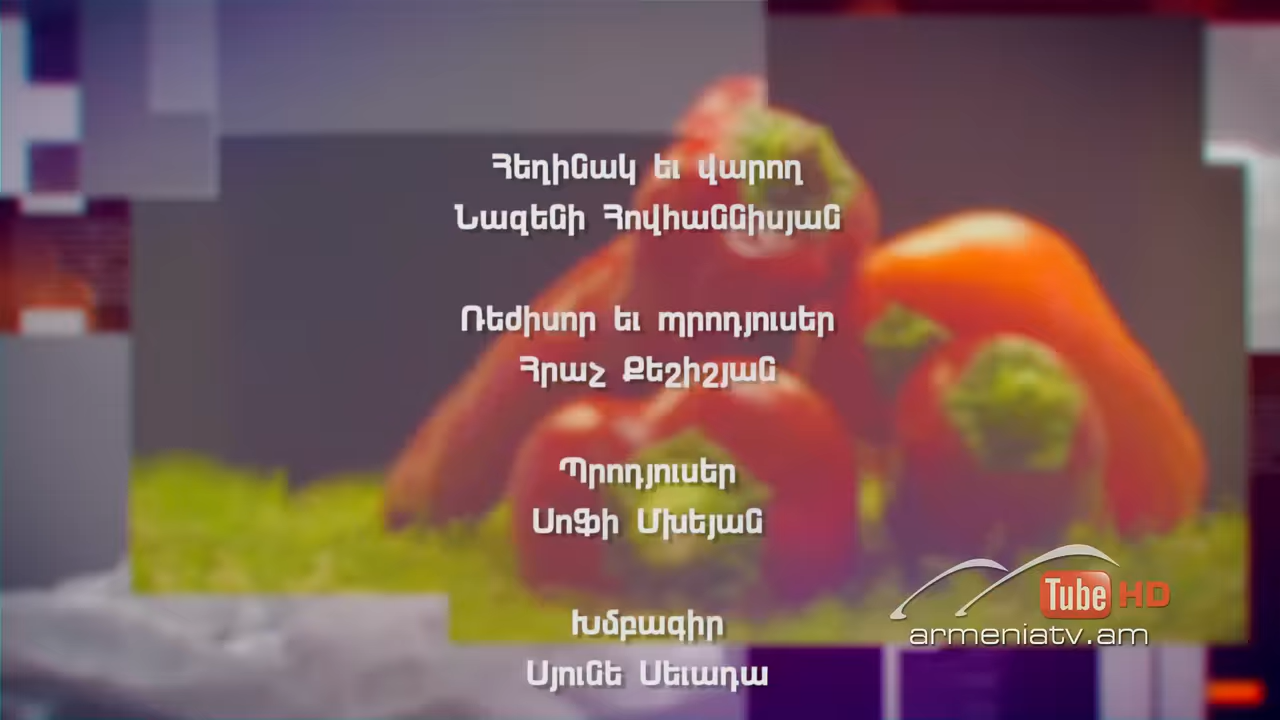 Հեղինակ եւ վարող
Նազենի Հովհաննիսյան
Ռեժիսոր եւ պրոդյուսեր
Հրաչ Քեշիշյան
Պրոդյուսեր
Սոֆի Մխեյան
Խմբագիր
Սյունե Սեւադա
Tube HD
armeniatv.am